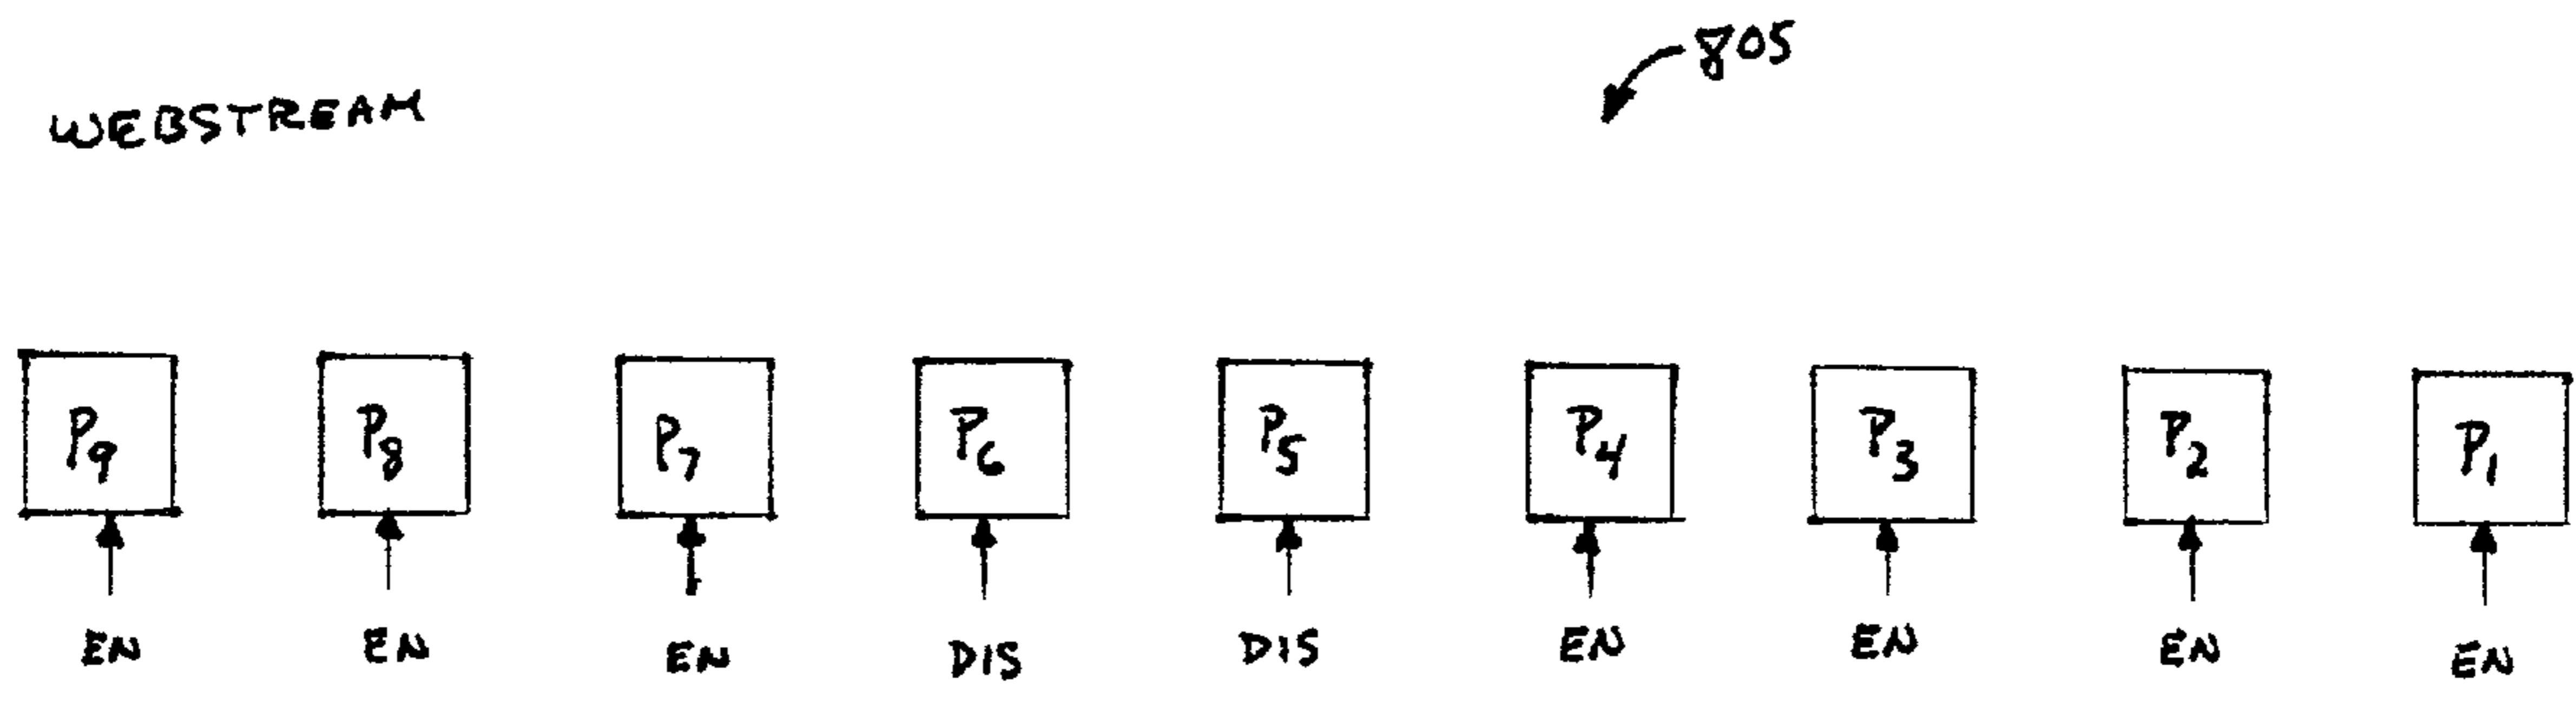 805
WEBSTREAM
P9 P8 P7 P6 P5 P4 P3 P2 P1
EN EN EN DIS DIS EN EN EN EN